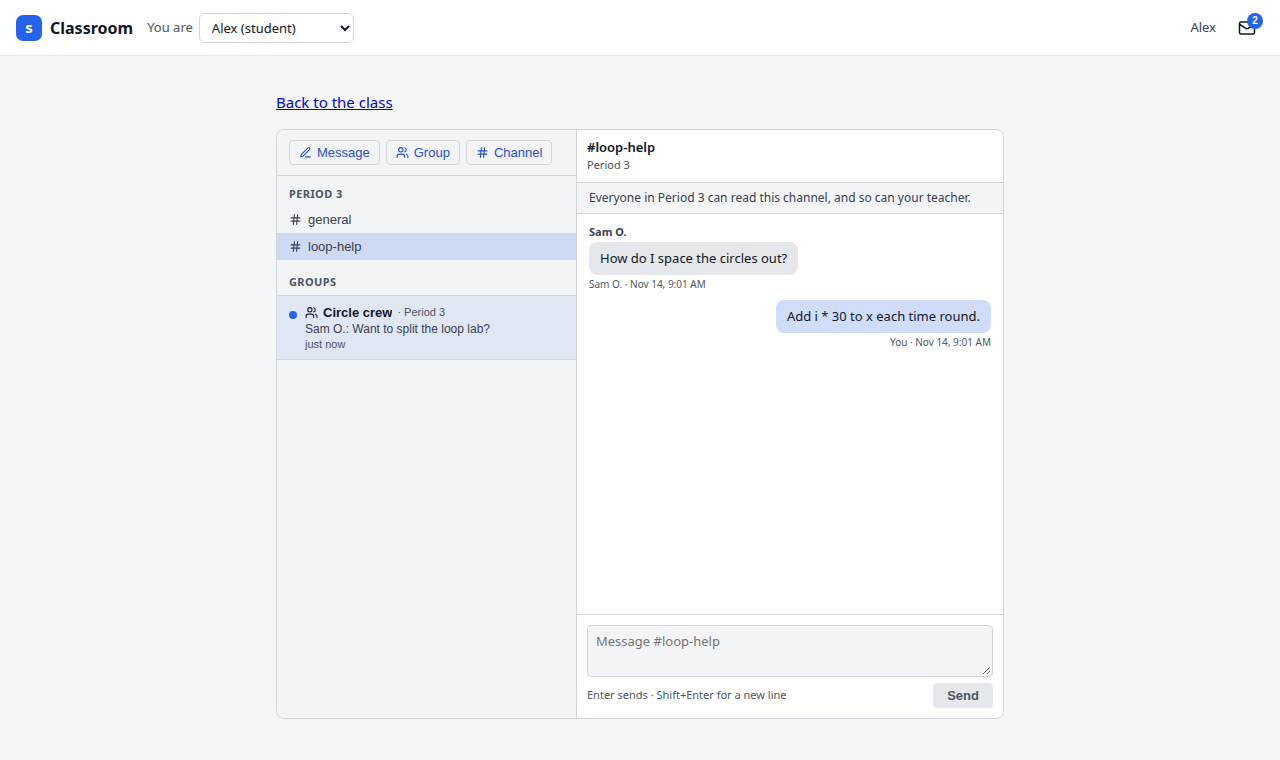 s Classroom You are Alex (student) Alex 2
Back to the class
Message Group Channel
PERIOD 3
# general
# loop-help
GROUPS
Circle crew · Period 3
Sam O.: Want to split the loop lab?
just now
#loop-help
Period 3
Everyone in Period 3 can read this channel, and so can your teacher.
Sam O.
How do I space the circles out?
Sam O. · Nov 14, 9:01 AM
Add i * 30 to x each time round.
You · Nov 14, 9:01 AM
Message #loop-help
Enter sends · Shift+Enter for a new line Send